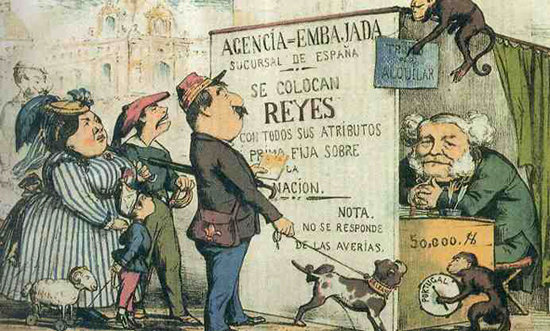 AGENCIA=EMBAJADA
SUCURSAL DE ESPAÑA
SE COLOCAN
REYES
CON TODOS SUS ATRIBUTOS
PRIMA FIJA SOBRE
LA
NACION.
NOTA.
NO SE RESPONDE
DE LAS AVERÍAS.
ALQUILAR
50,000.
PORTUGAL